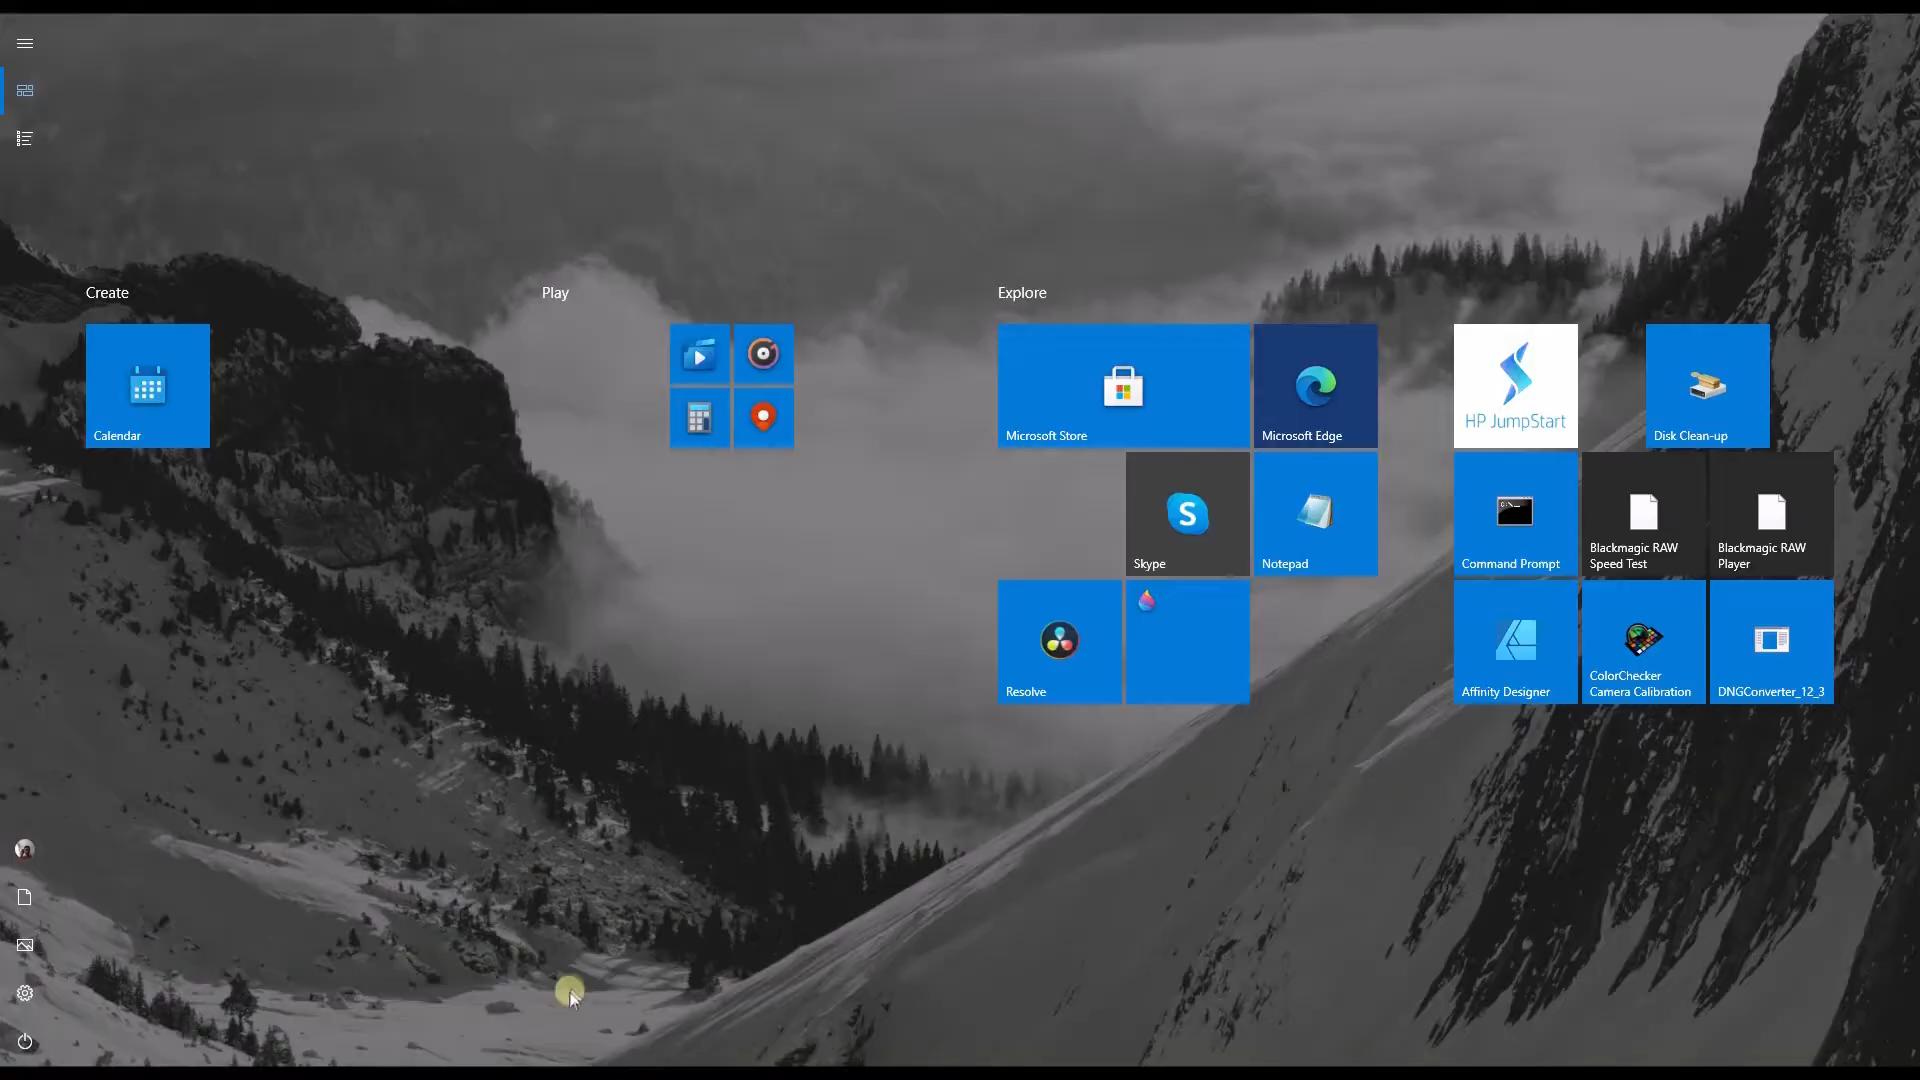 Create
Play
Explore
Calendar
Microsoft Store
Microsoft Edge
HP JumpStart
Disk Clean-up
S
Skype
Notepad
Command Prompt
Blackmagic RAW
Speed Test
Blackmagic RAW
Player
Resolve
Affinity Designer
ColorChecker
Camera Calibration
DNGConverter_12_3